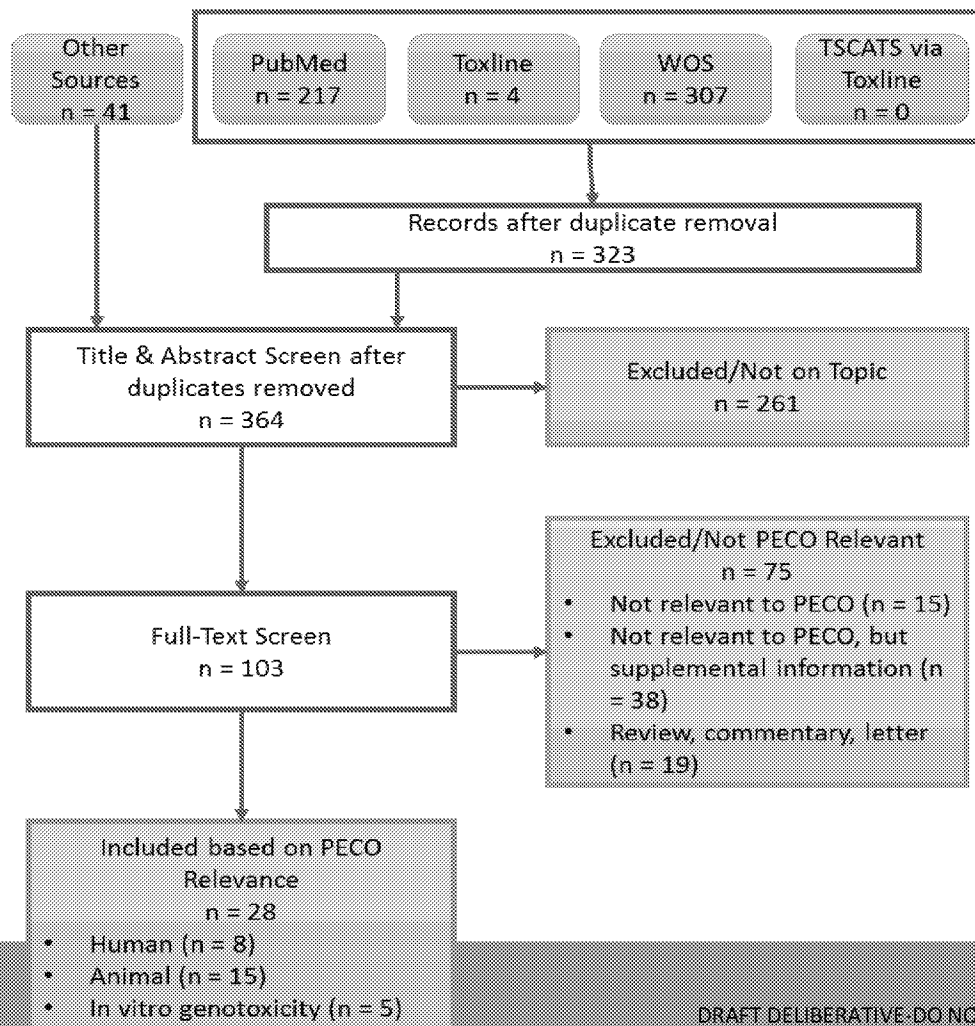 Other
Sources
n = 41
PubMed
n = 217
Toxline
n = 4
WOS
n = 307
TSCATS via
Toxline
n = 0
Records after duplicate removal
n = 323
Title & Abstract Screen after
duplicates removed
n = 364
Excluded/Not on Topic
n = 261
Full-Text Screen
n = 103
Excluded/Not PECO Relevant
n = 75
• Not relevant to PECO (n = 15)
• Not relevant to PECO, but
supplemental information (n
= 38)
• Review, commentary, letter
(n = 19)
Included based on PECO
Relevance
n = 28
• Human (n = 8)
• Animal (n = 15)
• In vitro genotoxicity (n = 5)
DRAFT DELIBERATIVE-DO NO